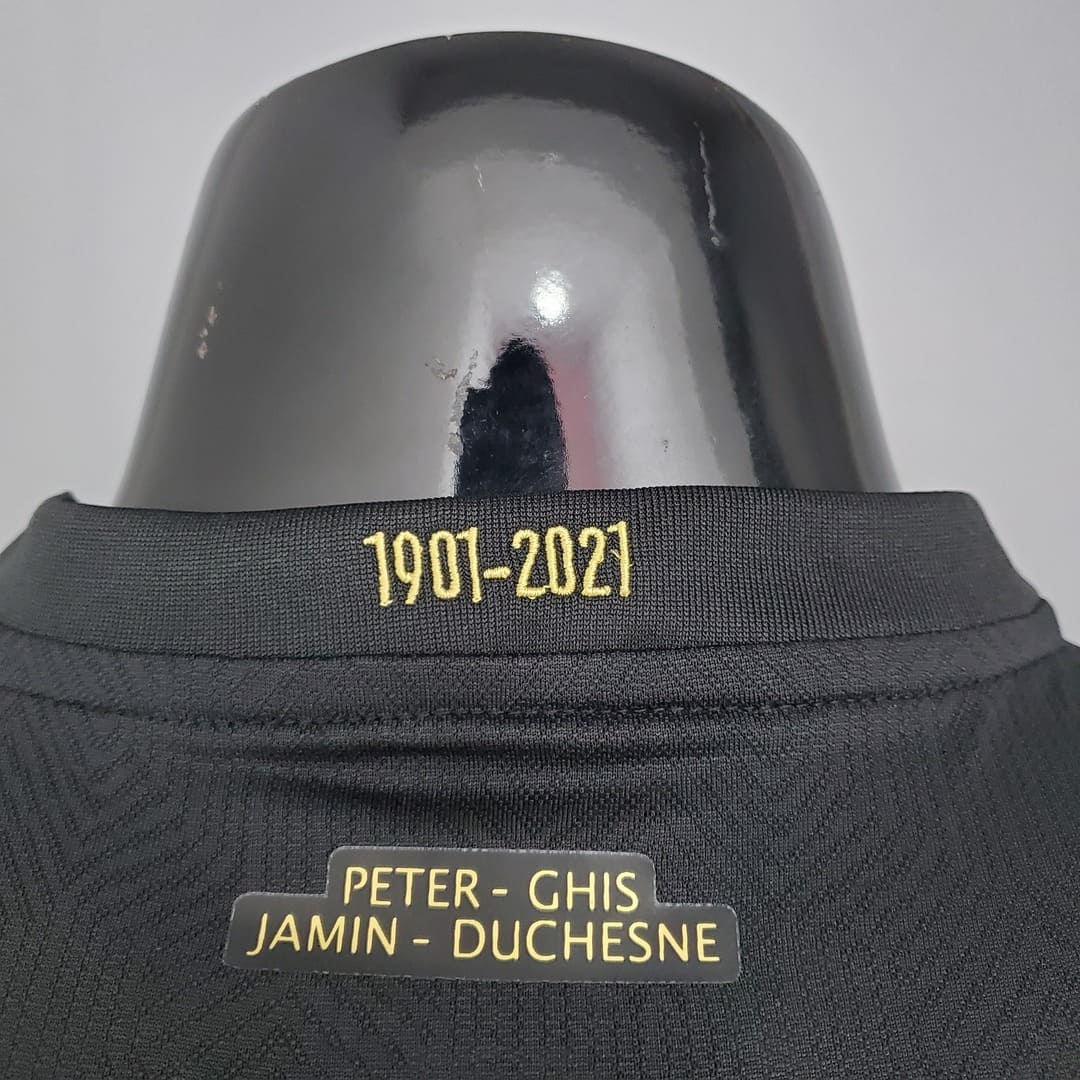 1901-2021
PETER - GHIS
JAMIN - DUCHESNE